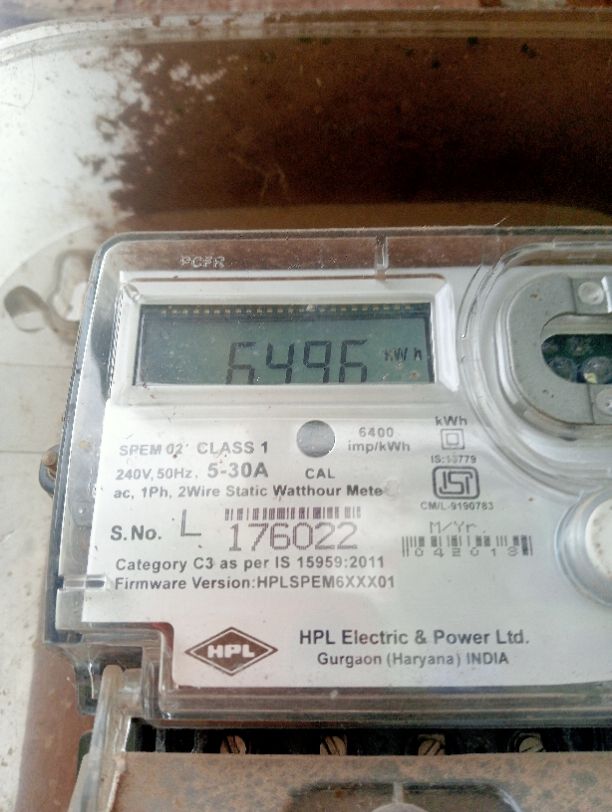 PCFR
6496 kWh
SPEM 02 CLASS 1
6400
imp/kWh
kWh
240V, 50Hz. 5-30A
CAL
IS:13779
ISI
ac, 1Ph, 2Wire Static Watthour Mete
CM/L-9190783
S.No. L 176022
M/Yr.
042018
Category C3 as per IS 15959:2011
Firmware Version:HPLSPEM6XXX01
HPL
HPL Electric & Power Ltd.
Gurgaon (Haryana) INDIA